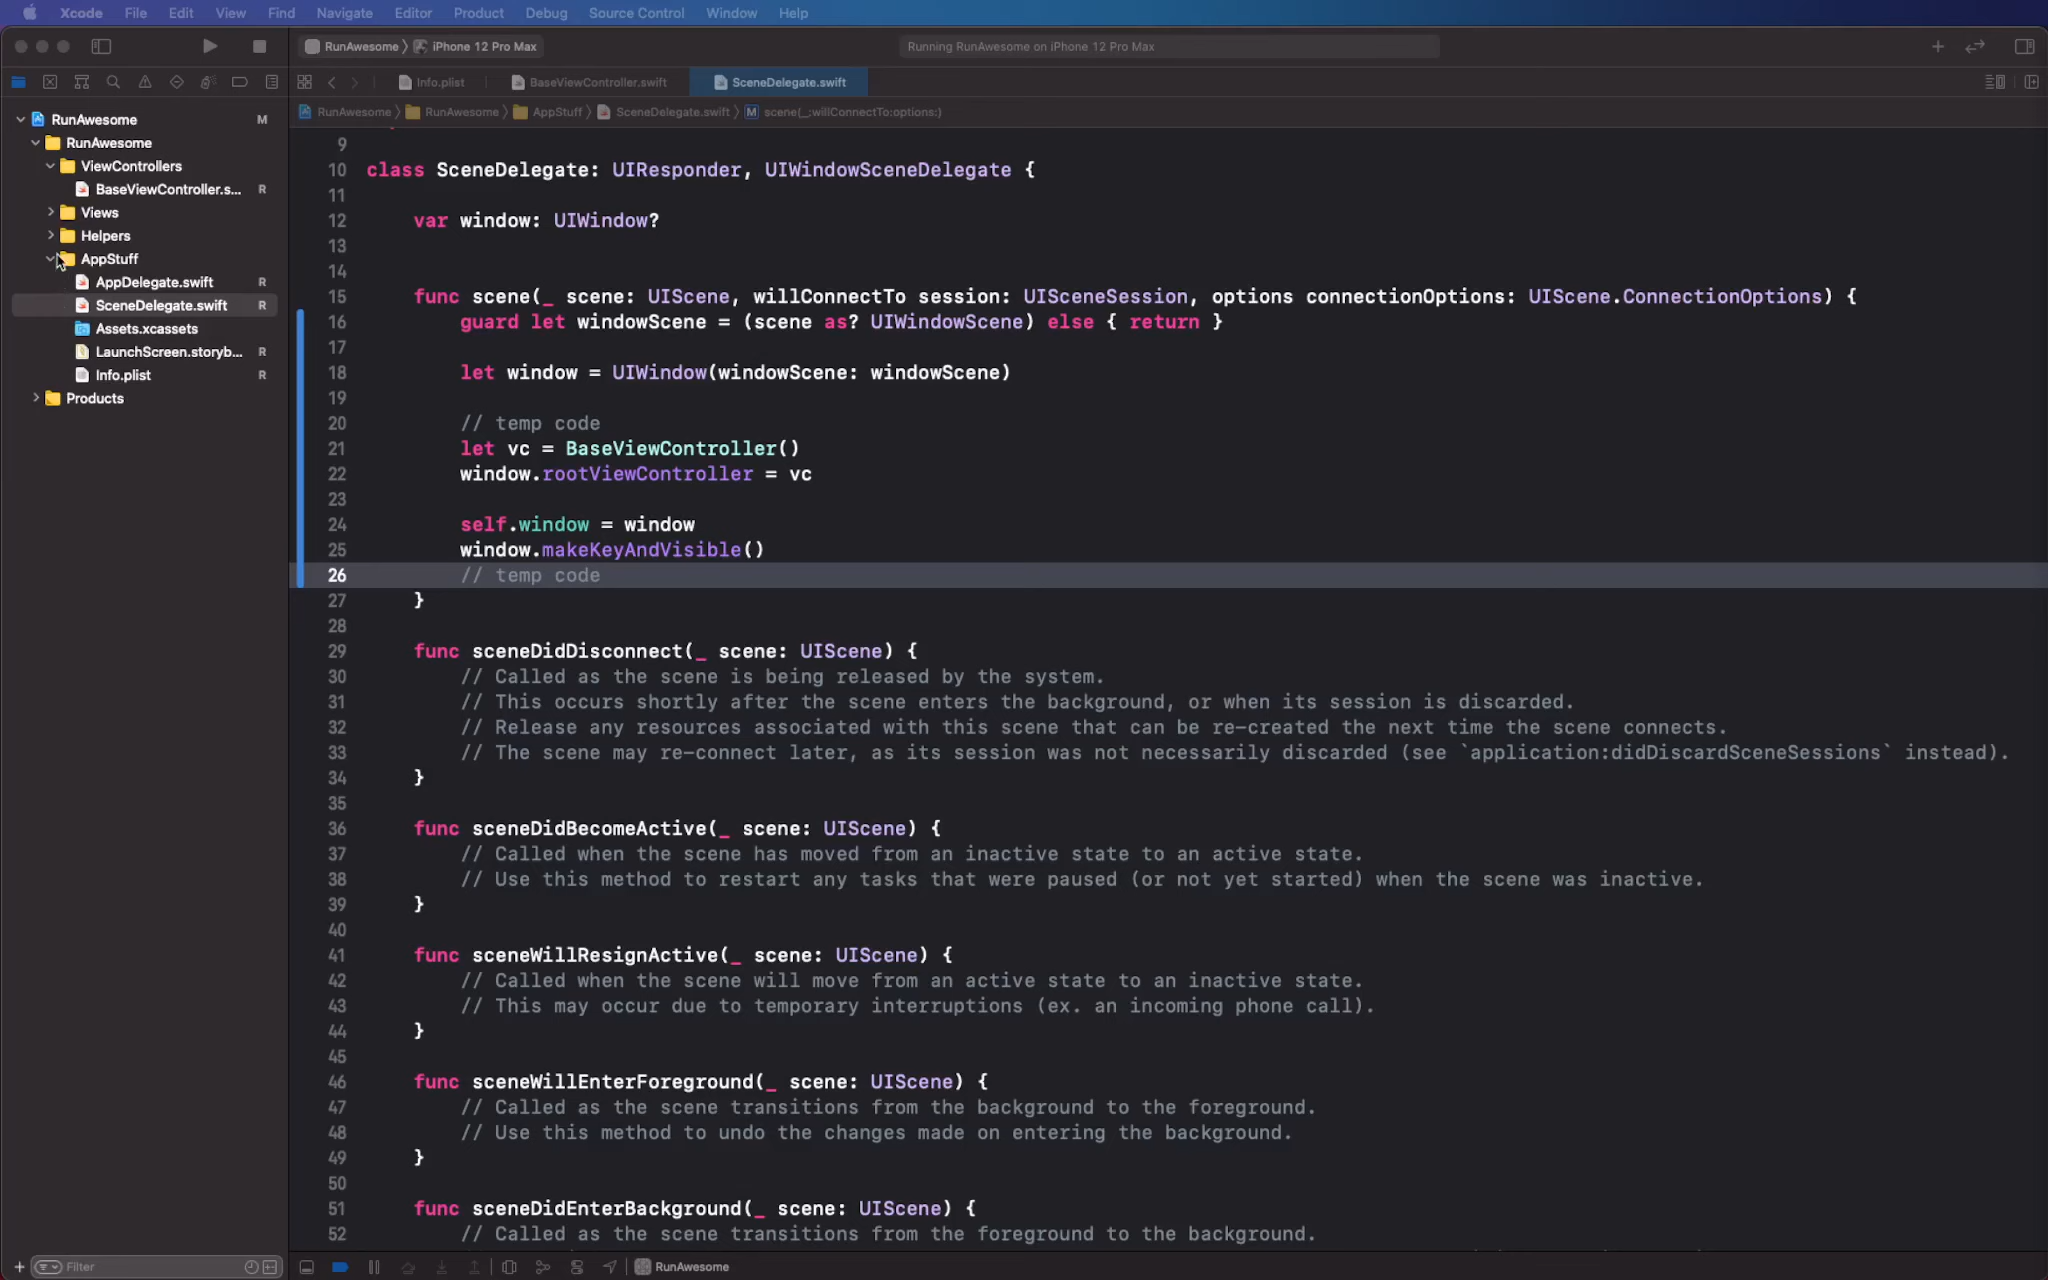 Xcode File Edit View Find Navigate Editor Product Debug Source Control Window Help
RunAwesome 〉 iPhone 12 Pro Max
Running RunAwesome on iPhone 12 Pro Max
Info.plist
BaseViewController.swift
SceneDelegate.swift
RunAwesome 〉 RunAwesome 〉 AppStuff 〉 SceneDelegate.swift 〉 M scene(_:willConnectTo:options:)
RunAwesome M
RunAwesome
ViewControllers
BaseViewController.s... R
Views
Helpers
AppStuff
AppDelegate.swift R
SceneDelegate.swift R
Assets.xcassets
LaunchScreen.storyb... R
Info.plist R
Products
Filter
9
10 class SceneDelegate: UIResponder, UIWindowSceneDelegate {
11
12 var window: UIWindow?
13
14
15 func scene(_ scene: UIScene, willConnectTo session: UISceneSession, options connectionOptions: UIScene.ConnectionOptions) {
16 guard let windowScene = (scene as? UIWindowScene) else { return }
17
18 let window = UIWindow(windowScene: windowScene)
19
20 // temp code
21 let vc = BaseViewController()
22 window.rootViewController = vc
23
24 self.window = window
25 window.makeKeyAndVisible()
26 // temp code
27 }
28
29 func sceneDidDisconnect(_ scene: UIScene) {
30 // Called as the scene is being released by the system.
31 // This occurs shortly after the scene enters the background, or when its session is discarded.
32 // Release any resources associated with this scene that can be re-created the next time the scene connects.
33 // The scene may re-connect later, as its session was not necessarily discarded (see `application:didDiscardSceneSessions` instead).
34 }
35
36 func sceneDidBecomeActive(_ scene: UIScene) {
37 // Called when the scene has moved from an inactive state to an active state.
38 // Use this method to restart any tasks that were paused (or not yet started) when the scene was inactive.
39 }
40
41 func sceneWillResignActive(_ scene: UIScene) {
42 // Called when the scene will move from an active state to an inactive state.
43 // This may occur due to temporary interruptions (ex. an incoming phone call).
44 }
45
46 func sceneWillEnterForeground(_ scene: UIScene) {
47 // Called as the scene transitions from the background to the foreground.
48 // Use this method to undo the changes made on entering the background.
49 }
50
51 func sceneDidEnterBackground(_ scene: UIScene) {
52 // Called as the scene transitions from the foreground to the background.
RunAwesome